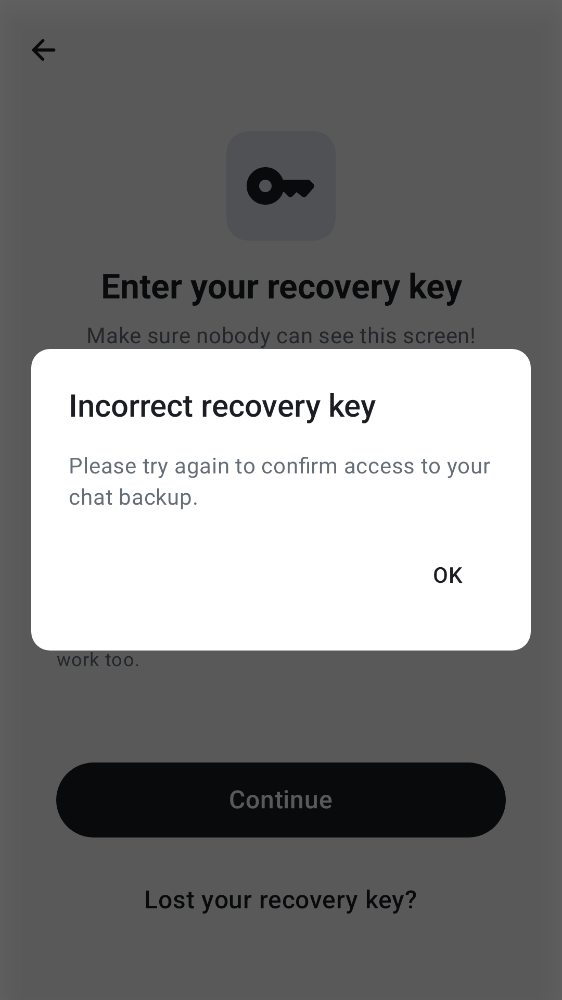 Enter your recovery key
Make sure nobody can see this screen!
Incorrect recovery key
Please try again to confirm access to your
chat backup.
OK
work too.
Continue
Lost your recovery key?